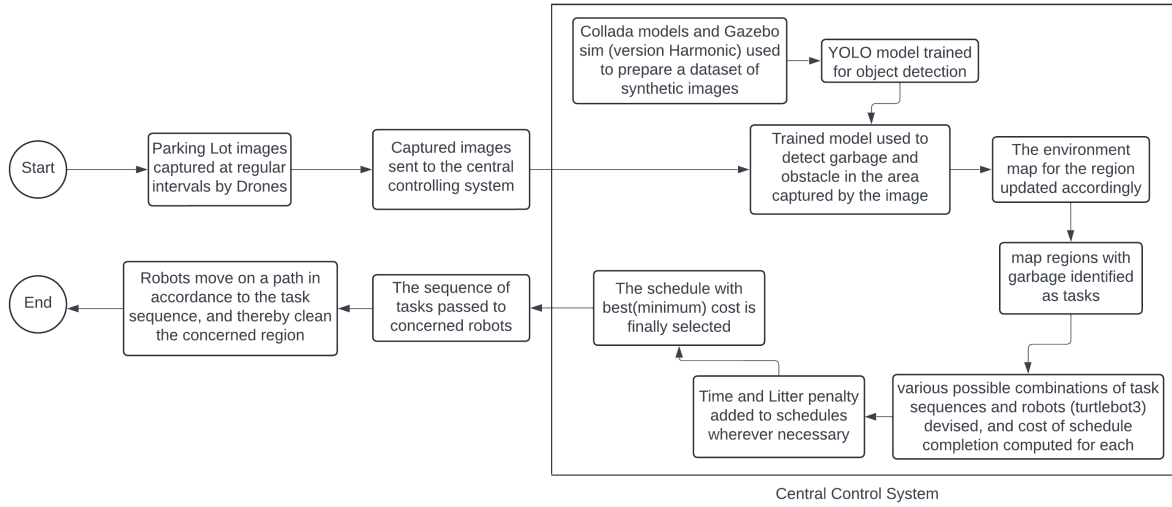 Start
Parking Lot images
captured at regular
intervals by Drones
Captured images
sent to the central
controlling system
Collada models and Gazebo
sim (version Harmonic) used
to prepare a dataset of
synthetic images
YOLO model trained
for object detection
Trained model used to
detect garbage and
obstacle in the area
captured by the image
The environment
map for the region
updated accordingly
map regions with
garbage identified
as tasks
various possible combinations of task
sequences and robots (turtlebot3)
devised, and cost of schedule
completion computed for each
Time and Litter penalty
added to schedules
wherever necessary
The schedule with
best(minimum) cost is
finally selected
The sequence of
tasks passed to
concerned robots
Robots move on a path in
accordance to the task
sequence, and thereby clean
the concerned region
End
Central Control System